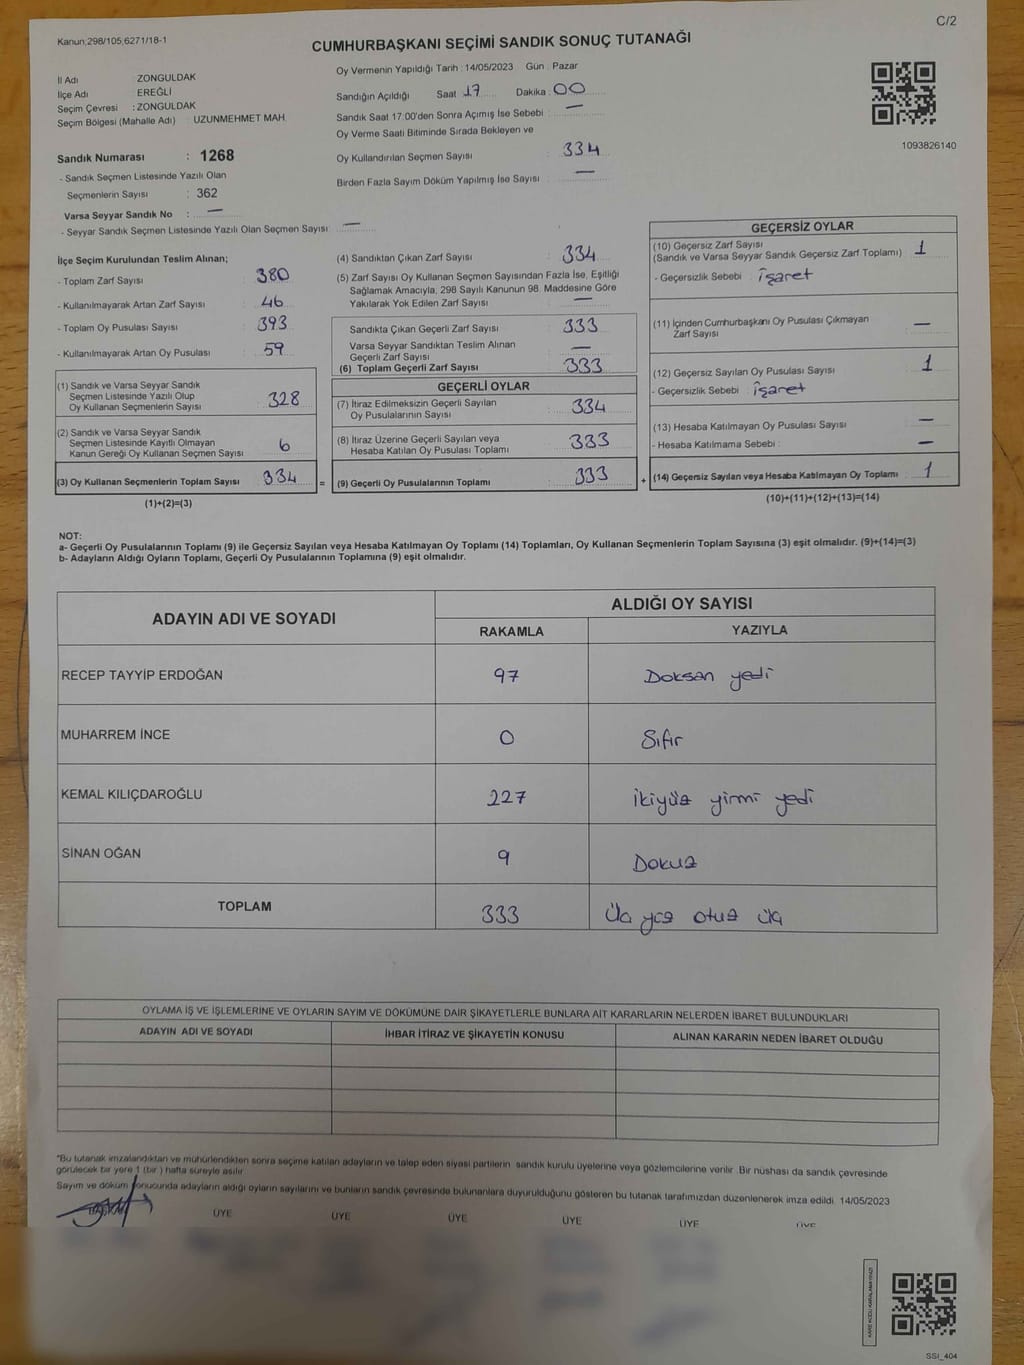 Kanun;298/105;6271/18-1
C/2
CUMHURBAŞKANI SEÇİMİ SANDIK SONUÇ TUTANAĞI
İl Adı : ZONGULDAK
İlçe Adı : EREĞLİ
Seçim Çevresi : ZONGULDAK
Seçim Bölgesi (Mahalle Adı) : UZUNMEHMET MAH.
Sandık Numarası : 1268
- Sandık Seçmen Listesinde Yazılı Olan
Seçmenlerin Sayısı : 362
Varsa Seyyar Sandık No : —
- Seyyar Sandık Seçmen Listesinde Yazılı Olan Seçmen Sayısı : —
Oy Vermenin Yapıldığı Tarih : 14/05/2023 Gün : Pazar
Sandığın Açıldığı Saat : 17 Dakika : 00
Sandık Saat 17:00'den Sonra Açımış İse Sebebi : —
Oy Verme Saati Bitiminde Sırada Bekleyen ve
Oy Kullandırılan Seçmen Sayısı : 334
Birden Fazla Sayım Döküm Yapılmış İse Sayısı : —
1093826140
İlçe Seçim Kurulundan Teslim Alınan;
- Toplam Zarf Sayısı : 380
- Kullanılmayarak Artan Zarf Sayısı : 46
- Toplam Oy Pusulası Sayısı : 393
- Kullanılmayarak Artan Oy Pusulası : 59
(1) Sandık ve Varsa Seyyar Sandık
Seçmen Listesinde Yazılı Olup
Oy Kullanan Seçmenlerin Sayısı : 328
(2) Sandık ve Varsa Seyyar Sandık
Seçmen Listesinde Kayıtlı Olmayan
Kanun Gereği Oy Kullanan Seçmen Sayısı : 6
(3) Oy Kullanan Seçmenlerin Toplam Sayısı : 334
(1)+(2)=(3)
=
(4) Sandıktan Çıkan Zarf Sayısı : 334
(5) Zarf Sayısı Oy Kullanan Seçmen Sayısından Fazla İse, Eşitliği
Sağlamak Amacıyla; 298 Sayılı Kanunun 98. Maddesine Göre
Yakılarak Yok Edilen Zarf Sayısı : —
Sandıkta Çıkan Geçerli Zarf Sayısı : 333
Varsa Seyyar Sandıktan Teslim Alınan
Geçerli Zarf Sayısı : —
(6) Toplam Geçerli Zarf Sayısı : 333
GEÇERLİ OYLAR
(7) İtiraz Edilmeksizin Geçerli Sayılan
Oy Pusulalarının Sayısı : 334
(8) İtiraz Üzerine Geçerli Sayılan veya
Hesaba Katılan Oy Pusulası Toplamı : 333
(9) Geçerli Oy Pusulalarının Toplamı : 333
+
GEÇERSİZ OYLAR
(10) Geçersiz Zarf Sayısı
(Sandık ve Varsa Seyyar Sandık Geçersiz Zarf Toplamı) : 1
- Geçersizlik Sebebi : İşaret
(11) İçinden Cumhurbaşkanı Oy Pusulası Çıkmayan
Zarf Sayısı : —
(12) Geçersiz Sayılan Oy Pusulası Sayısı : 1
- Geçersizlik Sebebi : İşaret
(13) Hesaba Katılmayan Oy Pusulası Sayısı : —
- Hesaba Katılmama Sebebi : —
(14) Geçersiz Sayılan veya Hesaba Katılmayan Oy Toplamı : 1
(10)+(11)+(12)+(13)=(14)
NOT:
a- Geçerli Oy Pusulalarının Toplamı (9) ile Geçersiz Sayılan veya Hesaba Katılmayan Oy Toplamı (14) Toplamları, Oy Kullanan Seçmenlerin Toplam Sayısına (3) eşit olmalıdır. (9)+(14)=(3)
b- Adayların Aldığı Oyların Toplamı, Geçerli Oy Pusulalarının Toplamına (9) eşit olmalıdır.
ADAYIN ADI VE SOYADI ALDIĞI OY SAYISI
RAKAMLA YAZIYLA
RECEP TAYYİP ERDOĞAN 97 Doksan yedi
MUHARREM İNCE 0 Sıfır
KEMAL KILIÇDAROĞLU 227 İkiyüz yirmi yedi
SİNAN OĞAN 9 Dokuz
TOPLAM 333 Üç yüz otuz üç
OYLAMA İŞ VE İŞLEMLERİNE VE OYLARIN SAYIM VE DÖKÜMÜNE DAİR ŞİKAYETLERLE BUNLARA AİT KARARLARIN NELERDEN İBARET BULUNDUKLARI
ADAYIN ADI VE SOYADI İHBAR İTİRAZ VE ŞİKAYETİN KONUSU ALINAN KARARIN NEDEN İBARET OLDUĞU
*Bu tutanak imzalandıktan ve mühürlendikten sonra seçime katılan adayların ve talep eden siyasi partilerin sandık kurulu üyelerine veya gözlemcilerine verilir. Bir nüshası da sandık çevresinde
görülecek bir yere 1 (bir ) hafta süreyle asılır.
Sayım ve döküm sonucunda adayların aldığı oyların sayılarını ve bunların sandık çevresinde bulunanlara duyurulduğunu gösteren bu tutanak tarafımızdan düzenlenerek imza edildi. 14/05/2023
BAŞKAN ÜYE ÜYE ÜYE ÜYE ÜYE ÜYE
KARE KODU KARALAMAYINIZ!
SSI_404